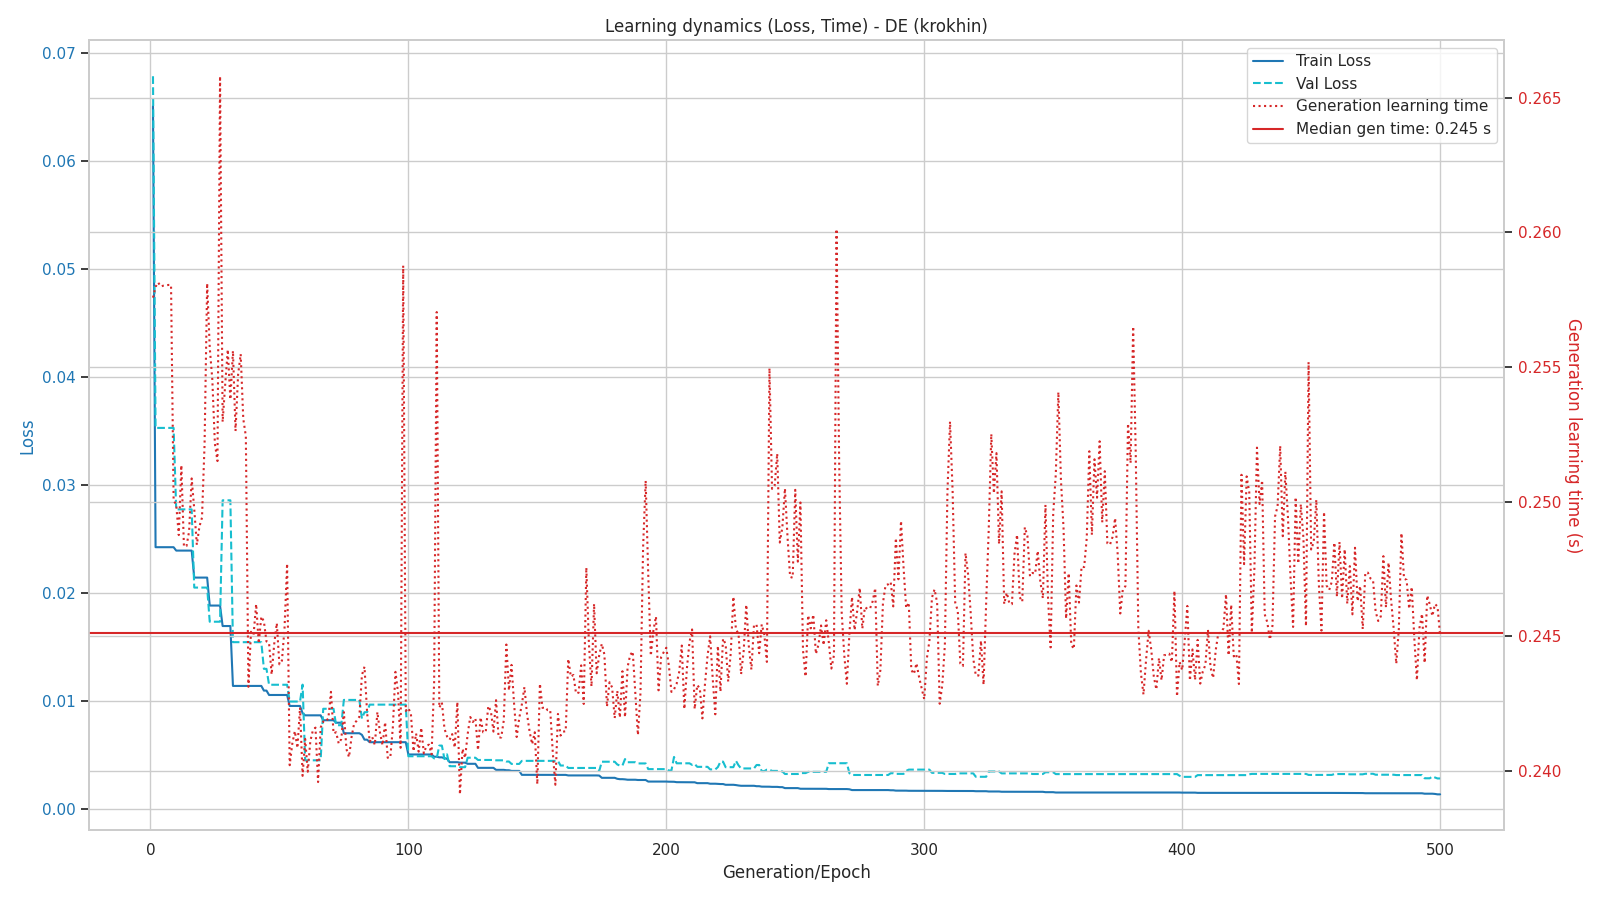 Learning dynamics (Loss, Time) - DE (krokhin)
Train Loss
Val Loss
Generation learning time
Median gen time: 0.245 s
Loss
0.07
0.06
0.05
0.04
0.03
0.02
0.01
0.00
0.265
0.260
0.255
0.250
0.245
0.240
Generation learning time (s)
0
100
200
300
400
500
Generation/Epoch